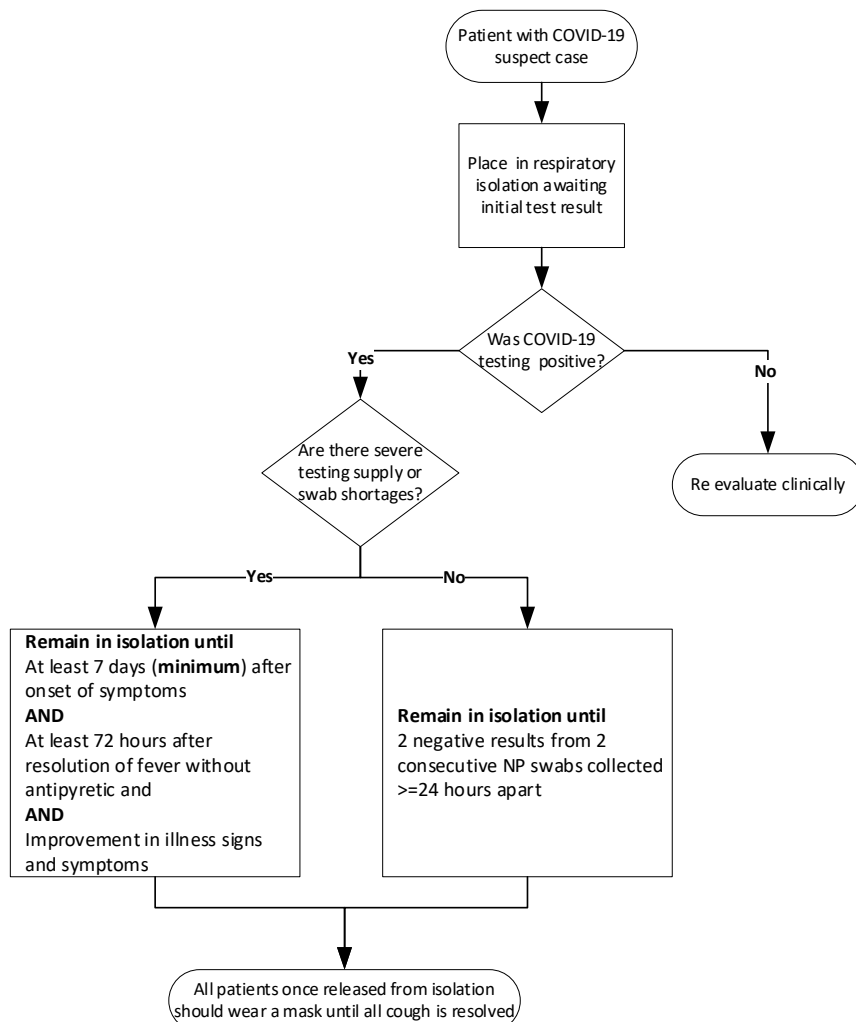 Patient with COVID-19
suspect case
Place in respiratory
isolation awaiting
initial test result
Was COVID-19
testing positive?
Yes
No
Are there severe
testing supply or
swab shortages?
Re evaluate clinically
Yes
No
Remain in isolation until
At least 7 days (minimum) after
onset of symptoms
AND
At least 72 hours after
resolution of fever without
antipyretic and
AND
Improvement in illness signs
and symptoms
Remain in isolation until
2 negative results from 2
consecutive NP swabs collected
>=24 hours apart
All patients once released from isolation
should wear a mask until all cough is resolved